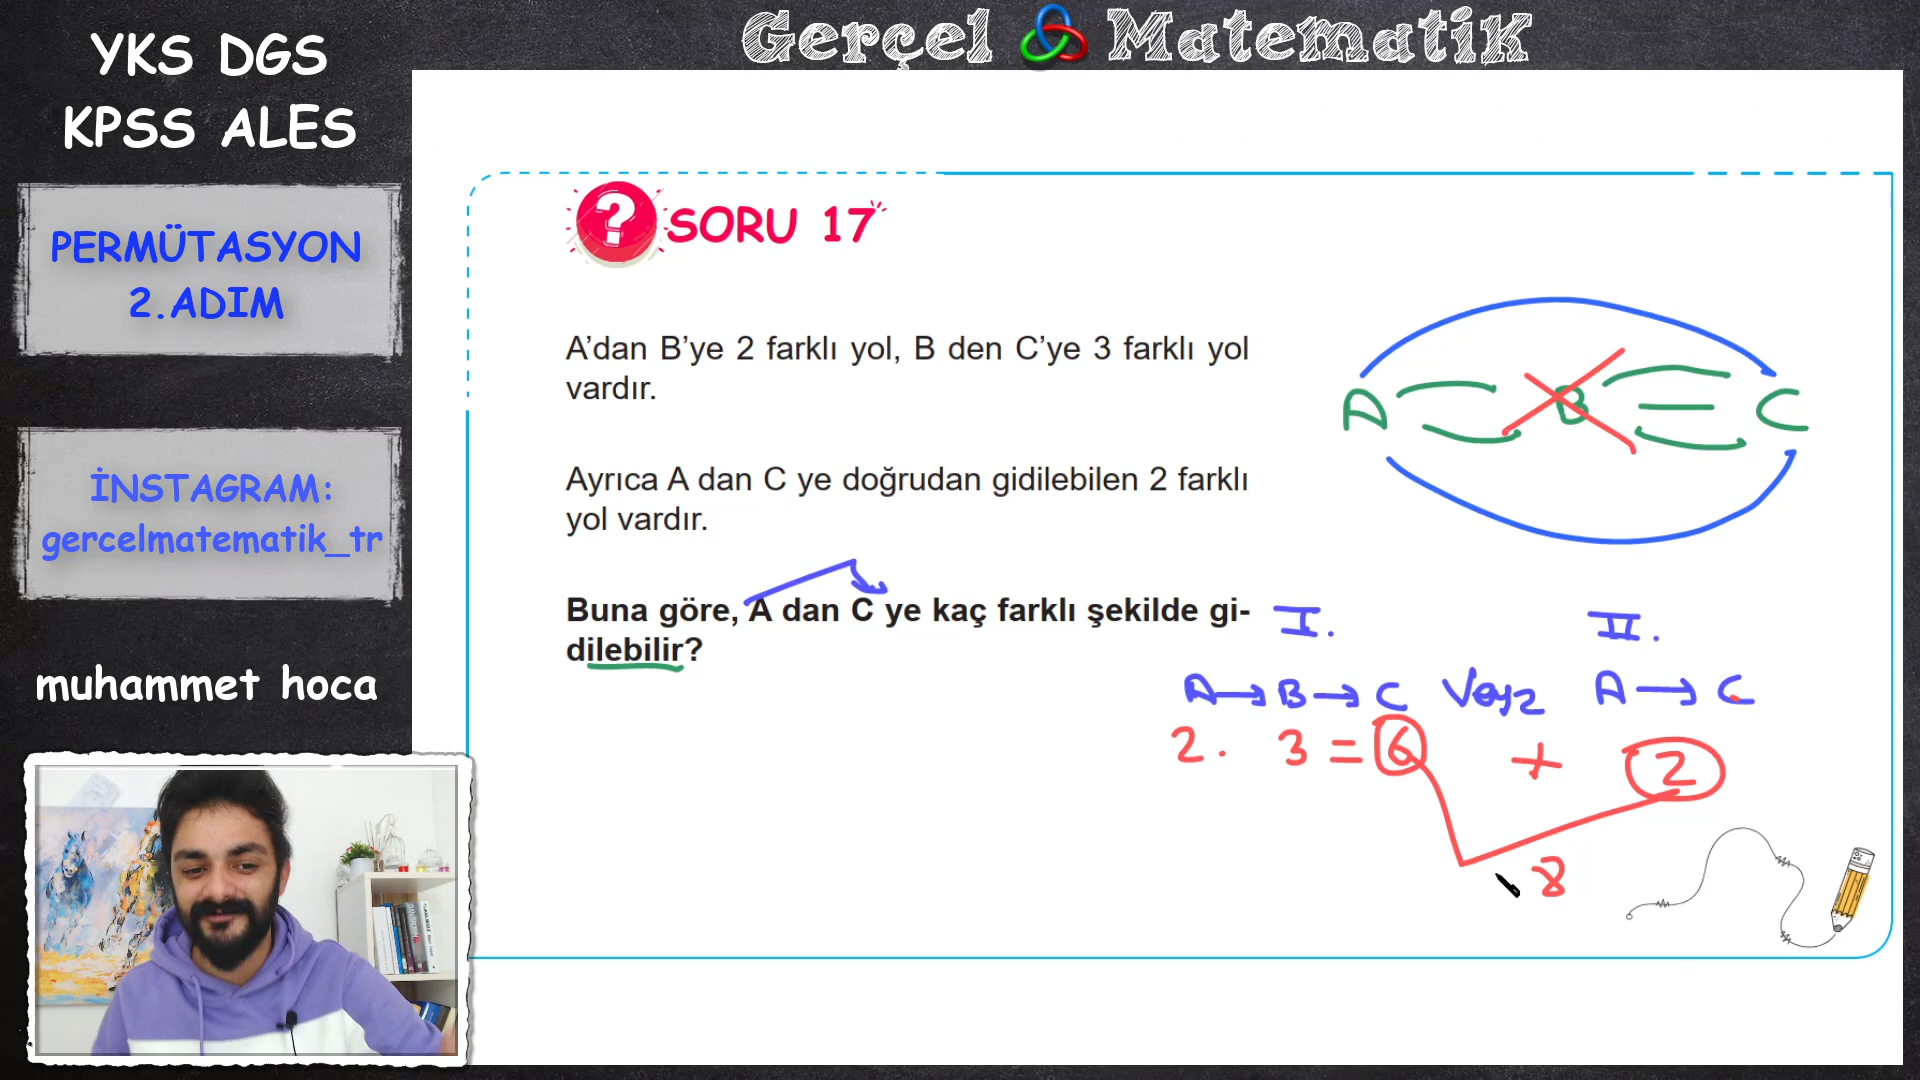 Gerçel Matematik
YKS DGS
KPSS ALES
PERMÜTASYON
2.ADIM
İNSTAGRAM:
gercelmatematik_tr
muhammet hoca
? SORU 17
A’dan B’ye 2 farklı yol, B den C’ye 3 farklı yol
vardır.
Ayrıca A dan C ye doğrudan gidilebilen 2 farklı
yol vardır.
Buna göre, A dan C ye kaç farklı şekilde gi-
dilebilir?
A B C
I. II.
A → B → C veya A → C
2 . 3 = 6 + 2
8